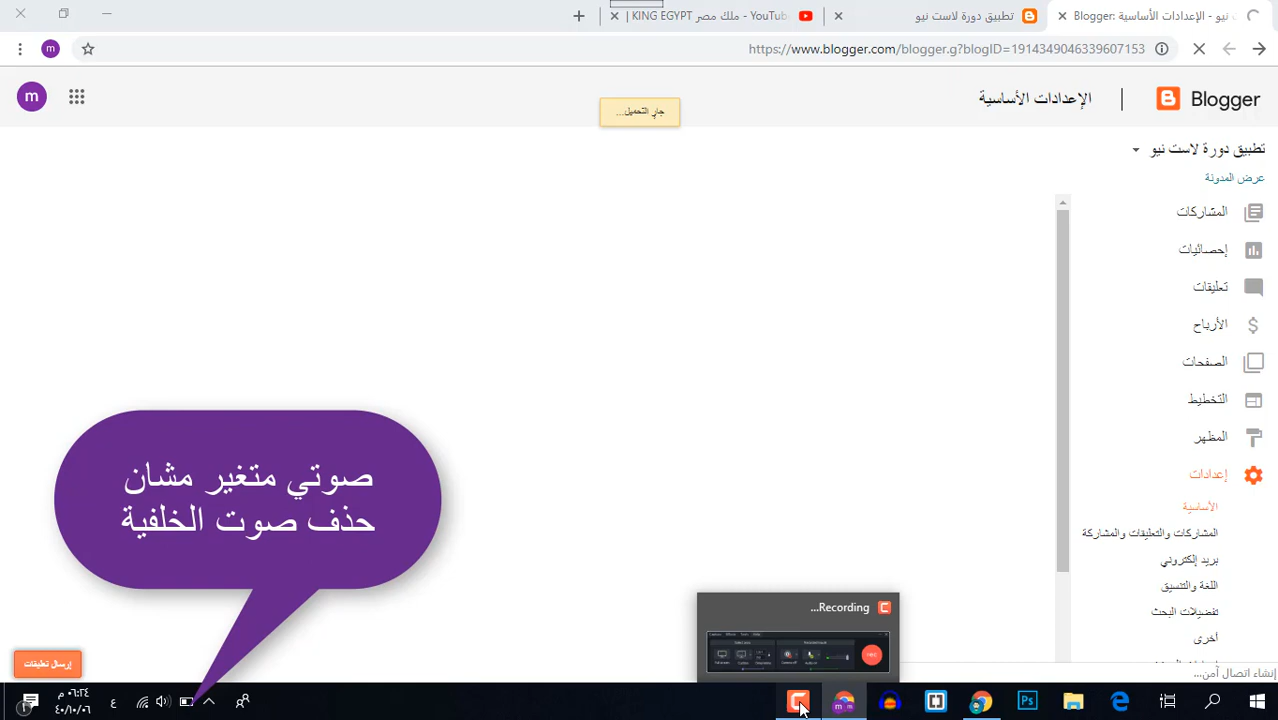 Blogger: الإعدادات الأساسية - ت نيو
تطبيق دورة لاست نيو
KING EGYPT ملك مصر - YouTube
https://www.blogger.com/blogger.g?blogID=1914349046339607153
Blogger
الإعدادات الأساسية
m
جارٍ التحميل...
تطبيق دورة لاست نيو
عرض المدونة
المشاركات
إحصائيات
تعليقات
الأرباح
الصفحات
التخطيط
المظهر
إعدادات
الأساسية
المشاركات والتعليقات والمشاركة
بريد إلكتروني
اللغة والتنسيق
تفضيلات البحث
أخرى
صوتي متغير مشان
حذف صوت الخلفية
Recording...
إرسال تعليقات
إنشاء اتصال آمن...
Ps
ع